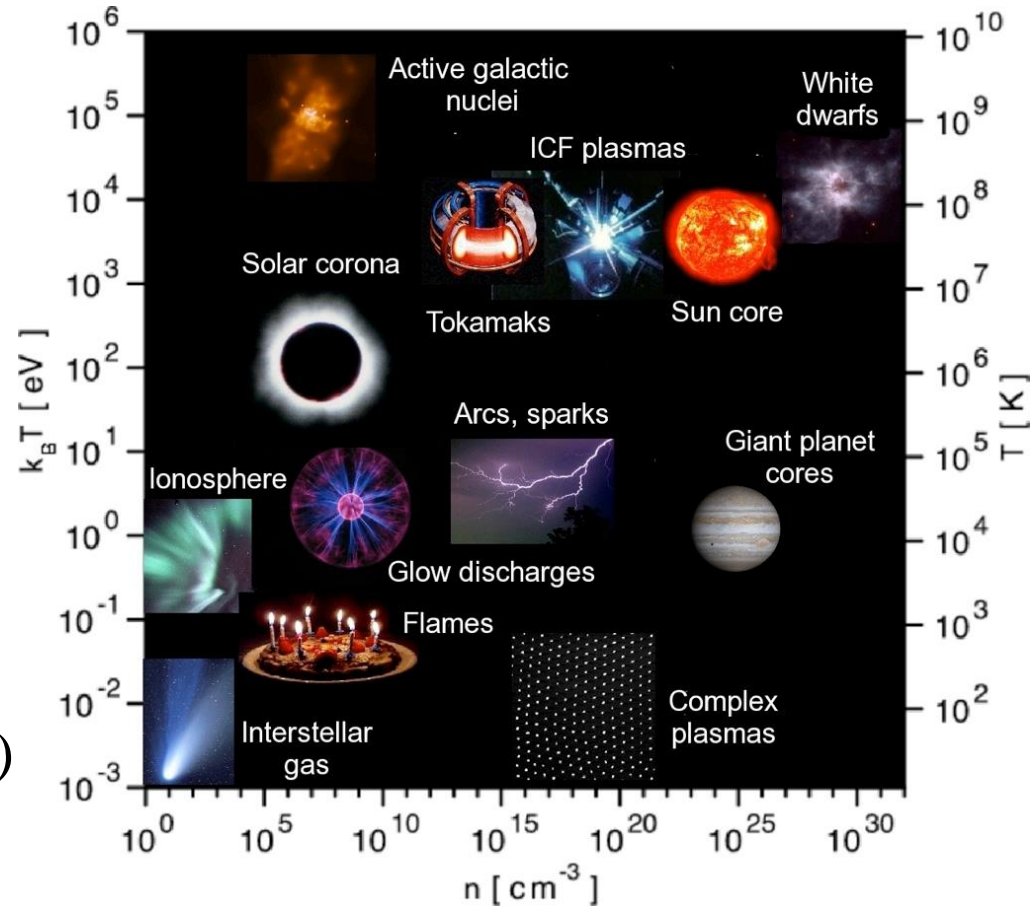 10^6
10^5
10^4
10^3
10^2
10^1
10^0
10^-1
10^-2
10^-3
k_B T [ eV ]
)
Active galactic
nuclei
White
dwarfs
ICF plasmas
Solar corona
Tokamaks
Sun core
Arcs, sparks
Giant planet
cores
Ionosphere
Glow discharges
Flames
Complex
plasmas
Interstellar
gas
10^10
10^9
10^8
10^7
10^6
10^5
10^4
10^3
10^2
T [ K ]
10^0
10^5
10^10
10^15
10^20
10^25
10^30
n [ cm^-3 ]